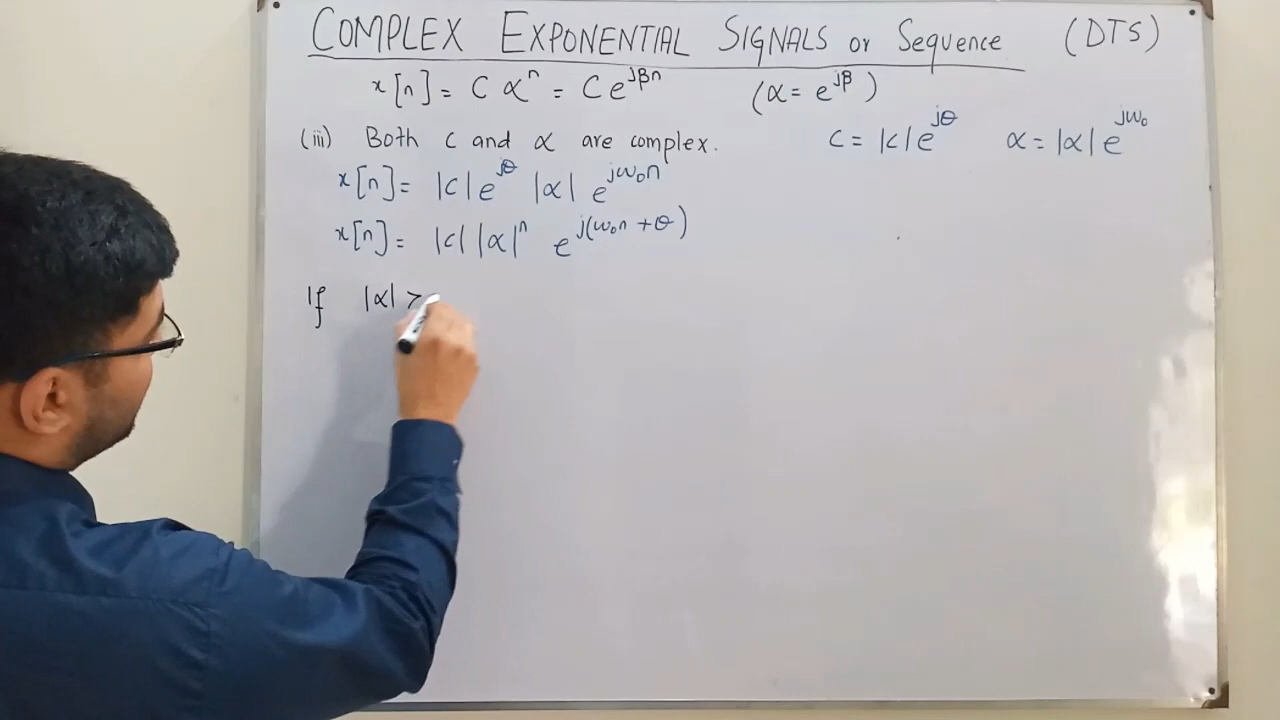 COMPLEX EXPONENTIAL SIGNALS or Sequence (DTS)
x[n] = C α^n = C e^{jβn} (α = e^{jβ})
(iii) Both c and α are complex. C = |c| e^{jθ} α = |α| e^{jω₀}
x[n] = |c| e^{jθ} |α| e^{jω₀n}
x[n] = |c| |α|^n e^{j(ω₀n + θ)}
If |α| >